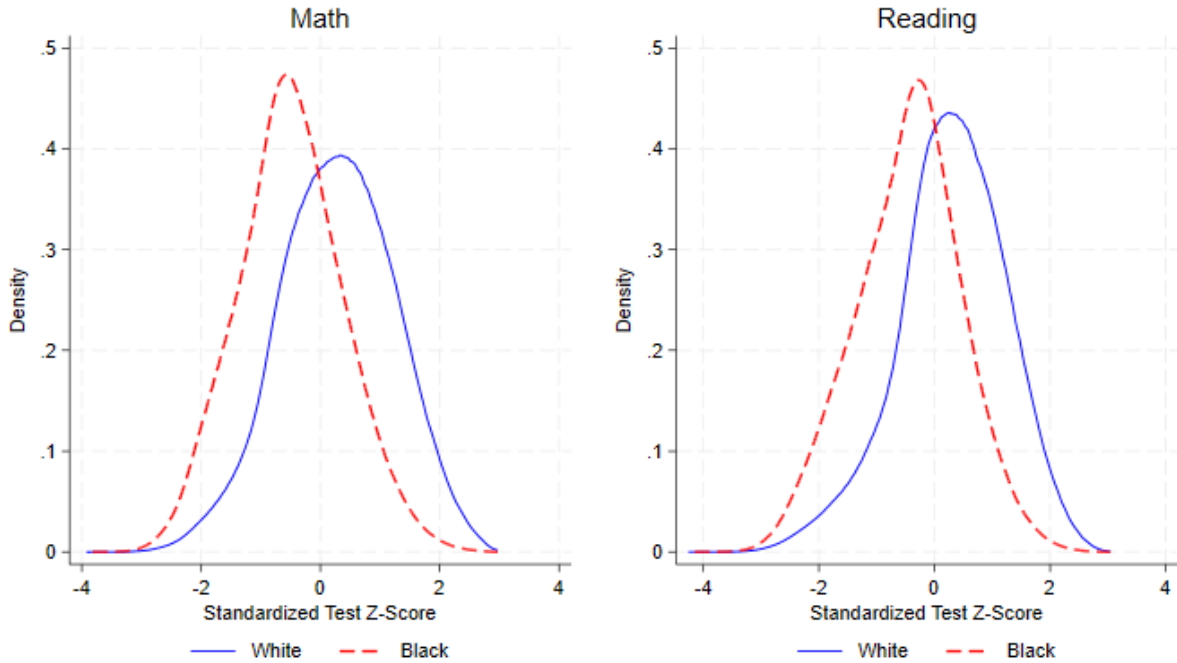 Math
.5
.4
.3
.2
.1
0
Density
-4 -2 0 2 4
Standardized Test Z-Score
White Black
Reading
.5
.4
.3
.2
.1
0
Density
-4 -2 0 2 4
Standardized Test Z-Score
White Black